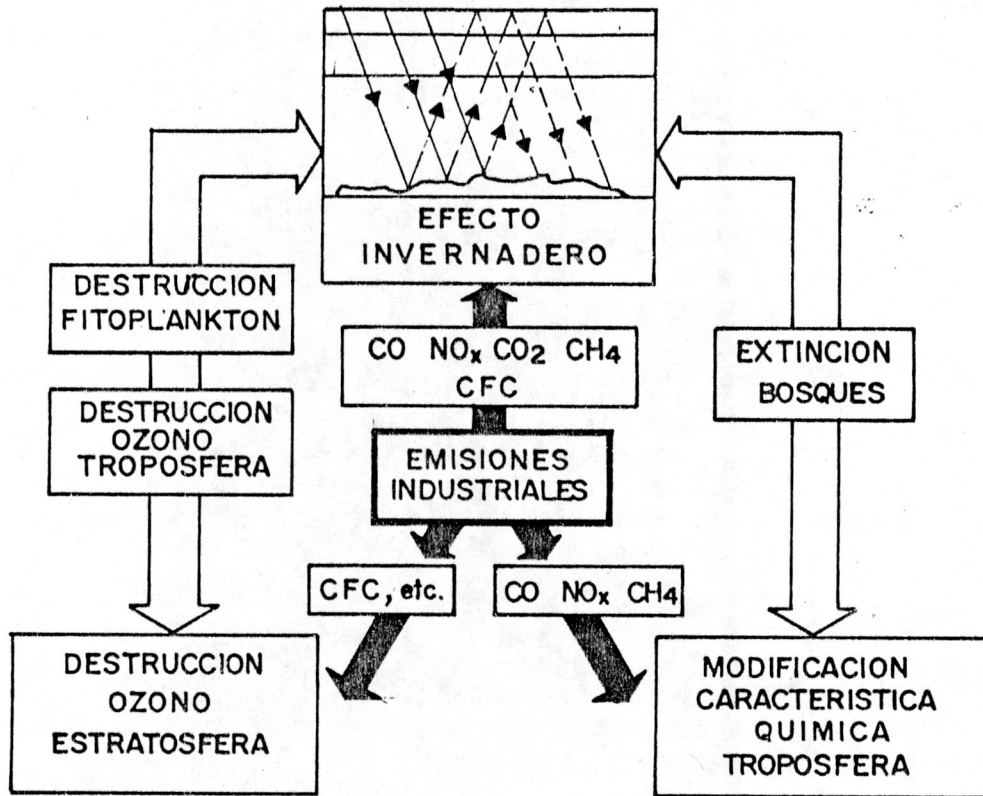 EFECTO
INVERNADERO
DESTRUCCION
FITOPLANKTON
CO NOx CO2 CH4
CFC
EXTINCION
BOSQUES
DESTRUCCION
OZONO
TROPOSFERA
EMISIONES
INDUSTRIALES
CFC, etc.
CO NOx CH4
DESTRUCCION
OZONO
ESTRATOSFERA
MODIFICACION
CARACTERISTICA
QUIMICA
TROPOSFERA